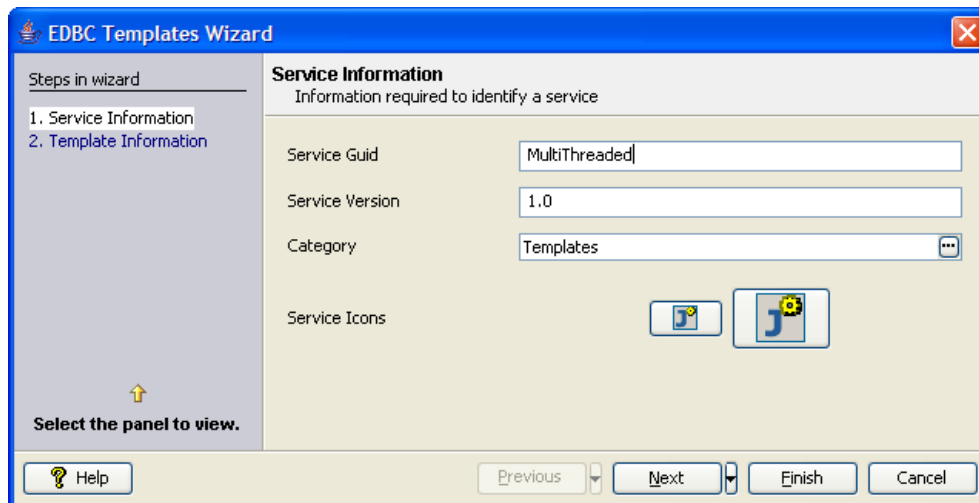 EDBC Templates Wizard
Steps in wizard
1. Service Information
2. Template Information
Select the panel to view.
Service Information
Information required to identify a service
Service Guid
MultiThreaded
Service Version
1.0
Category
Templates
...
Service Icons
J
J
? Help
Previous
Next
Finish
Cancel